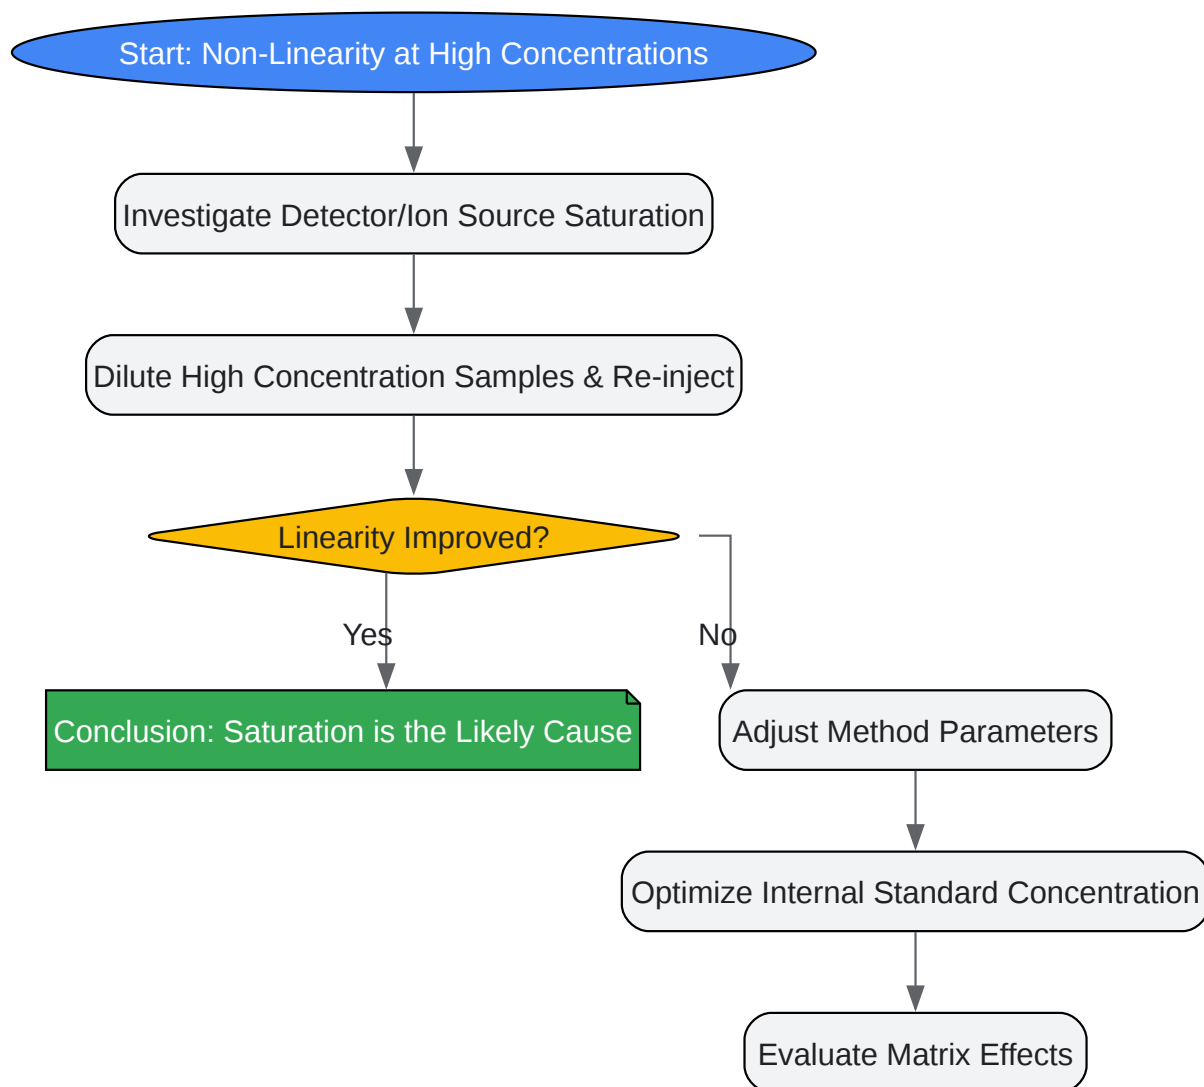 Start: Non-Linearity at High Concentrations
Investigate Detector/Ion Source Saturation
Dilute High Concentration Samples & Re-inject
Linearity Improved?
Yes
No
Conclusion: Saturation is the Likely Cause
Adjust Method Parameters
Optimize Internal Standard Concentration
Evaluate Matrix Effects